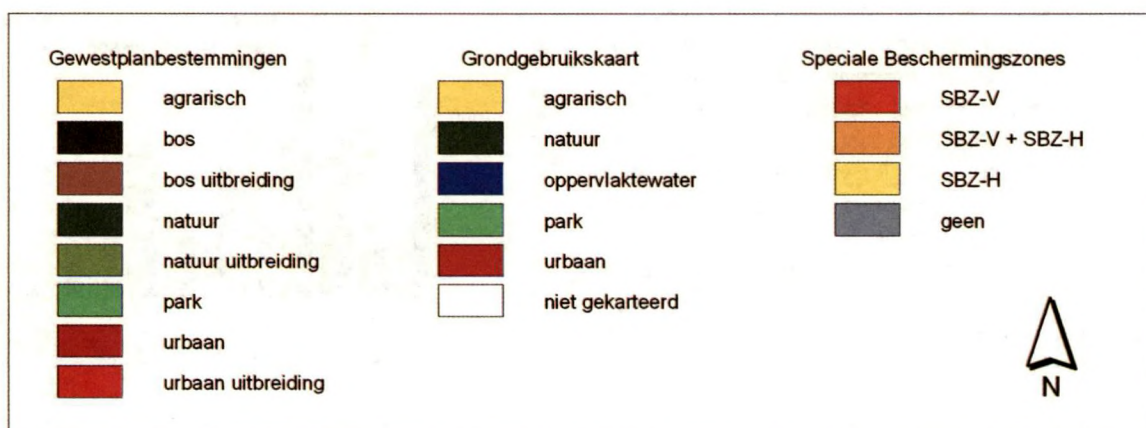 Gewestplanbestemmingen
agrarisch
bos
bos uitbreiding
natuur
natuur uitbreiding
park
urbaan
urbaan uitbreiding
Grondgebruikskaart
agrarisch
natuur
oppervlaktewater
park
urbaan
niet gekarteerd
Speciale Beschermingszones
SBZ-V
SBZ-V + SBZ-H
SBZ-H
geen
N